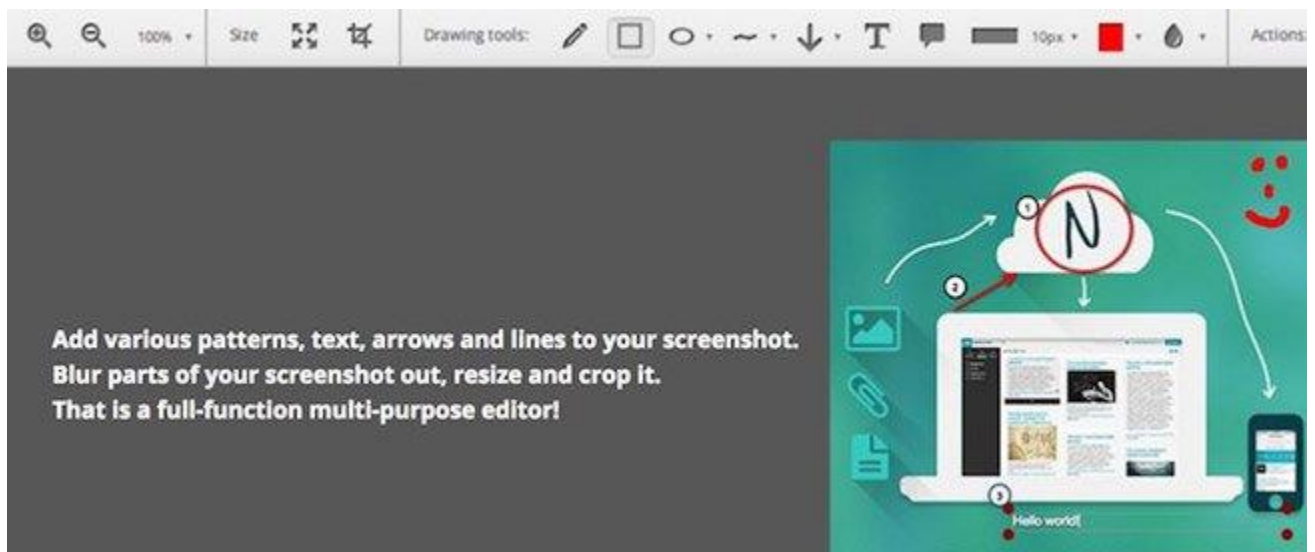 100%
Size
Drawing tools:
10px
Actions:
1
N
2
Add various patterns, text, arrows and lines to your screenshot.
Blur parts of your screenshot out, resize and crop it.
That is a full-function multi-purpose editor!
3
Hello world!